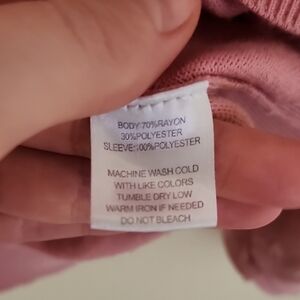 BODY 70%RAYON
30%POLYESTER
SLEEVE:100%POLYESTER
MACHINE WASH COLD
WITH LIKE COLORS
TUMBLE DRY LOW
WARM IRON IF NEEDED
DO NOT BLEACH